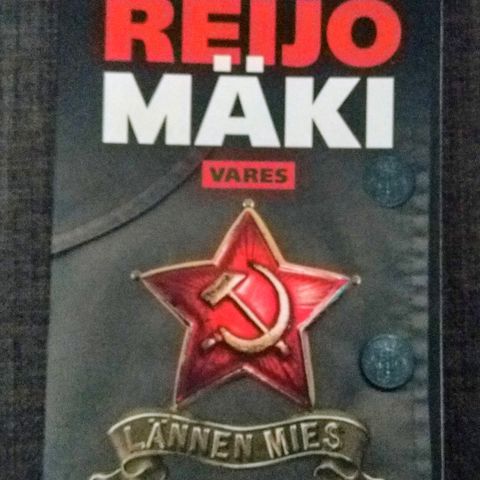 REIJO
MÄKI
VARES
LÄNNEN MIES